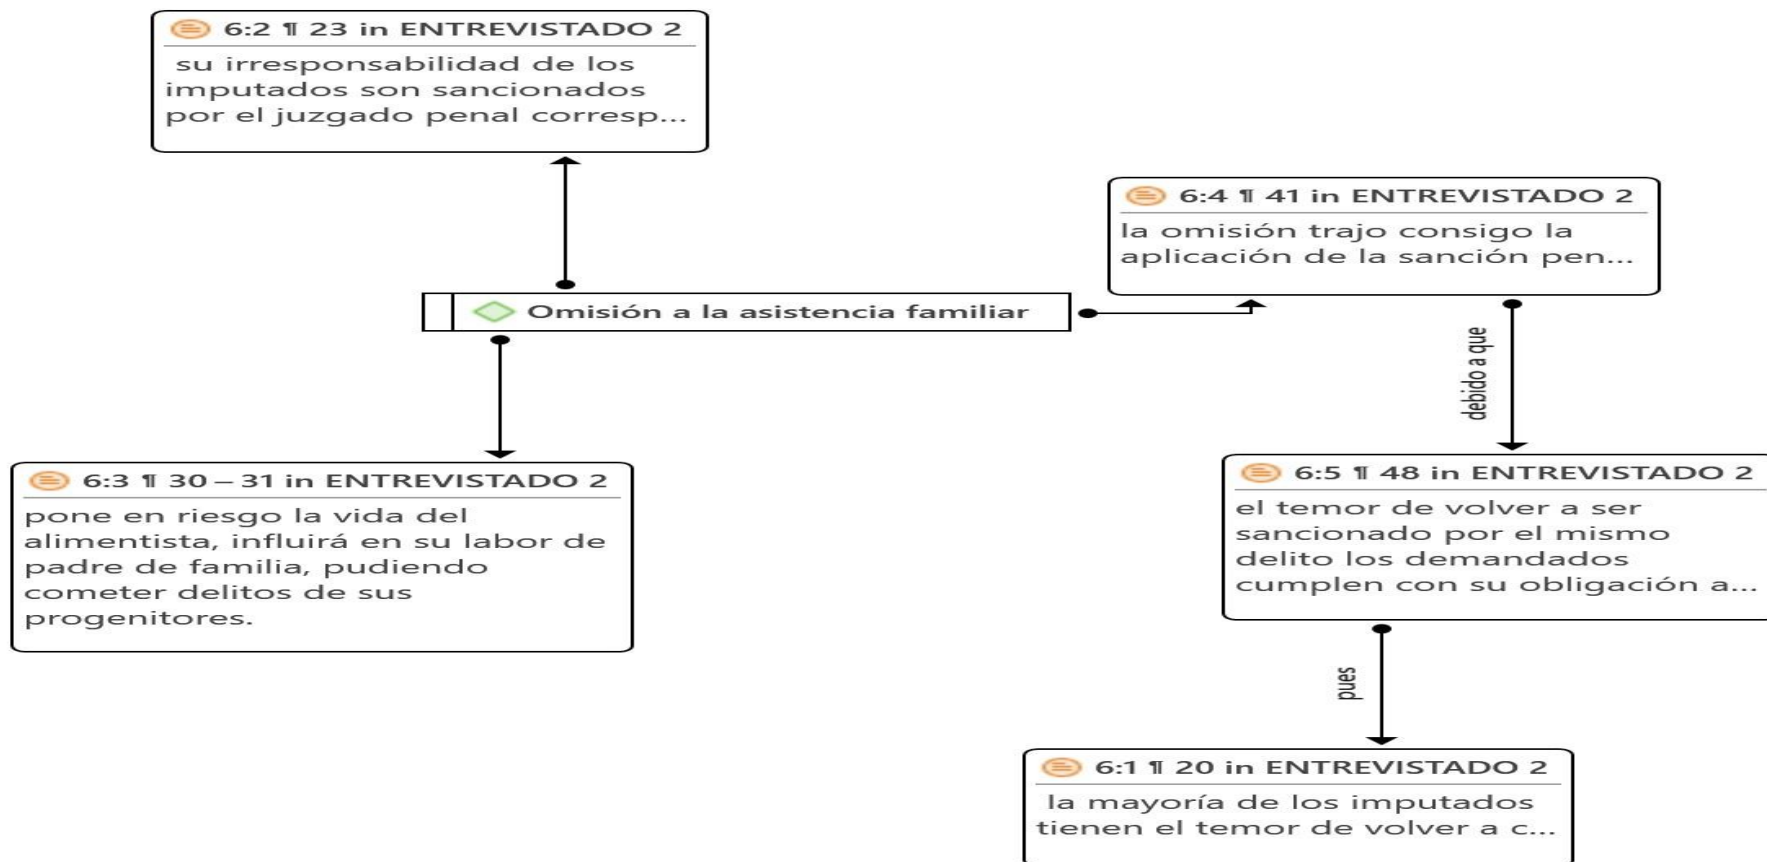 6:2 ¶ 23 in ENTREVISTADO 2
su irresponsabilidad de los
imputados son sancionados
por el juzgado penal corresp...
6:4 ¶ 41 in ENTREVISTADO 2
la omisión trajo consigo la
aplicación de la sanción pen...
Omisión a la asistencia familiar
debido a que
6:3 ¶ 30 – 31 in ENTREVISTADO 2
pone en riesgo la vida del
alimentista, influirá en su labor de
padre de familia, pudiendo
cometer delitos de sus
progenitores.
6:5 ¶ 48 in ENTREVISTADO 2
el temor de volver a ser
sancionado por el mismo
delito los demandados
cumplen con su obligación a...
pues
6:1 ¶ 20 in ENTREVISTADO 2
la mayoría de los imputados
tienen el temor de volver a c...